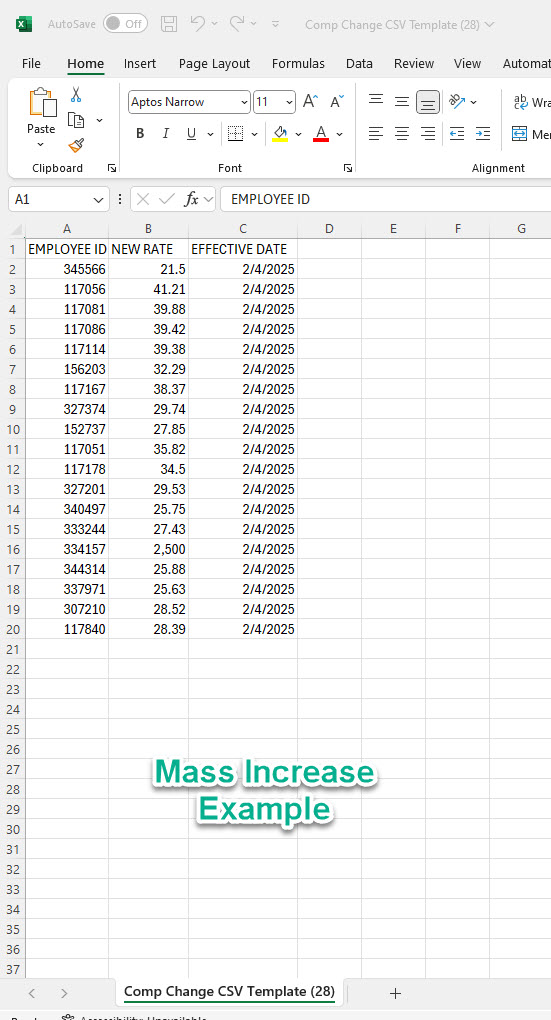 AutoSave Off Comp Change CSV Template (28)
File Home Insert Page Layout Formulas Data Review View Automat
Paste Aptos Narrow 11 A A ab Wra
B I U A Mer
Clipboard Font Alignment
A1 fx EMPLOYEE ID
A B C D E F G
1 EMPLOYEE ID NEW RATE EFFECTIVE DATE
2 345566 21.5 2/4/2025
3 117056 41.21 2/4/2025
4 117081 39.88 2/4/2025
5 117086 39.42 2/4/2025
6 117114 39.38 2/4/2025
7 156203 32.29 2/4/2025
8 117167 38.37 2/4/2025
9 327374 29.74 2/4/2025
10 152737 27.85 2/4/2025
11 117051 35.82 2/4/2025
12 117178 34.5 2/4/2025
13 327201 29.53 2/4/2025
14 340497 25.75 2/4/2025
15 333244 27.43 2/4/2025
16 334157 2,500 2/4/2025
17 344314 25.88 2/4/2025
18 337971 25.63 2/4/2025
19 307210 28.52 2/4/2025
20 117840 28.39 2/4/2025
21
22
23
24
25
26
27 Mass Increase
28
29 Example
30
31
32
33
34
35
36
37
Comp Change CSV Template (28)